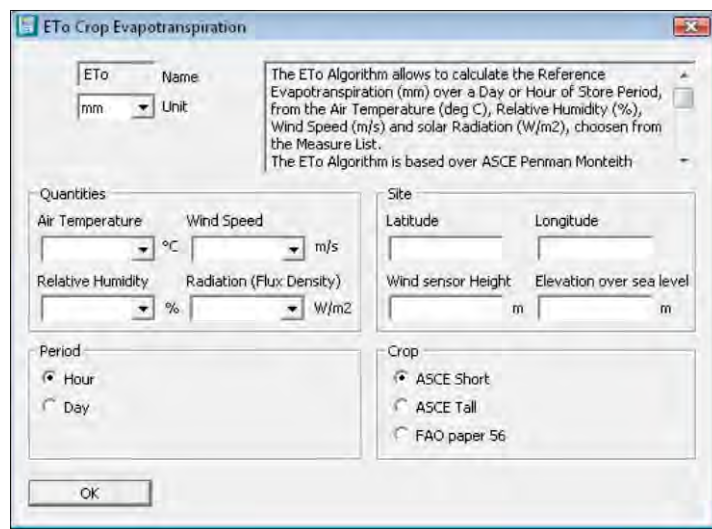 ETo Crop Evapotranspiration
ETo Name
mm Unit
The ETo Algorithm allows to calculate the Reference
Evapotranspiration (mm) over a Day or Hour of Store Period,
from the Air Temperature (deg C), Relative Humidity (%),
Wind Speed (m/s) and solar Radiation (W/m2), choosen from
the Measure List.
The ETo Algorithm is based over ASCE Penman Monteith
Quantities
Air Temperature Wind Speed
°C m/s
Relative Humidity Radiation (Flux Density)
% W/m2
Site
Latitude Longitude
Wind sensor Height Elevation over sea level
m m
Period
Hour
Day
Crop
ASCE Short
ASCE Tall
FAO paper 56
OK